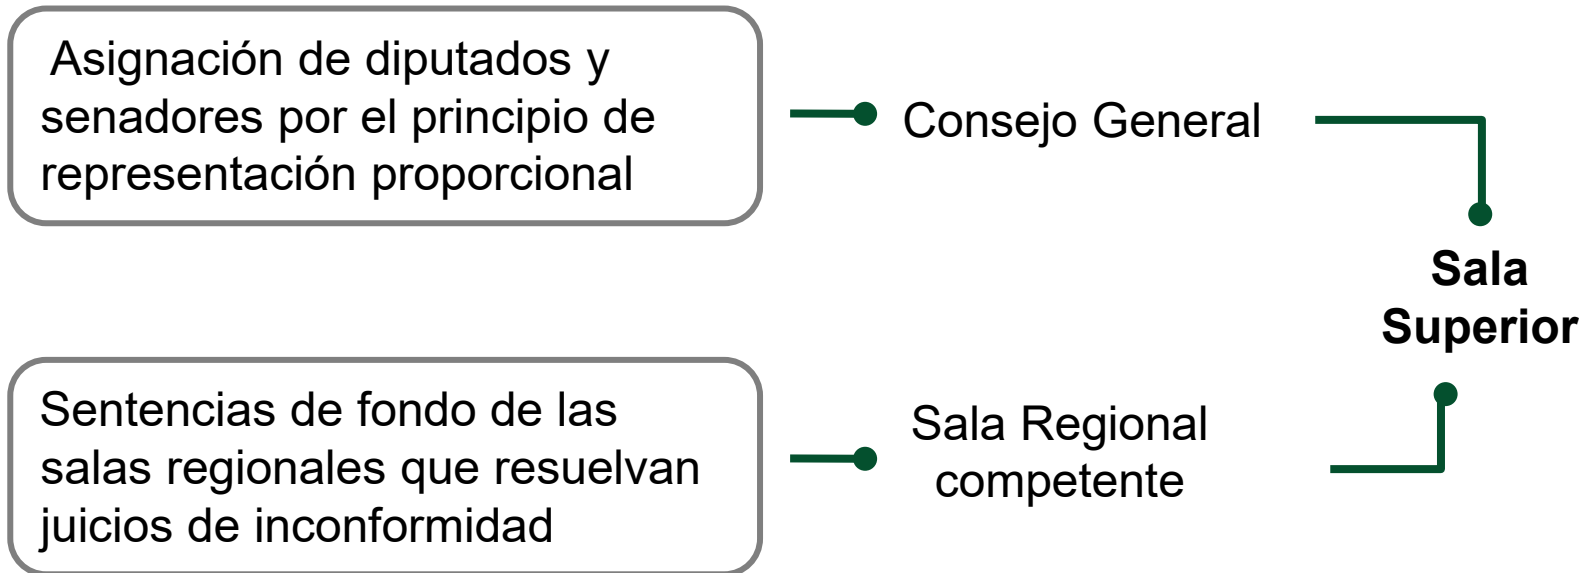 Asignación de diputados y
senadores por el principio de
representación proporcional
Consejo General
Sala
Superior
Sentencias de fondo de las
salas regionales que resuelvan
juicios de inconformidad
Sala Regional
competente